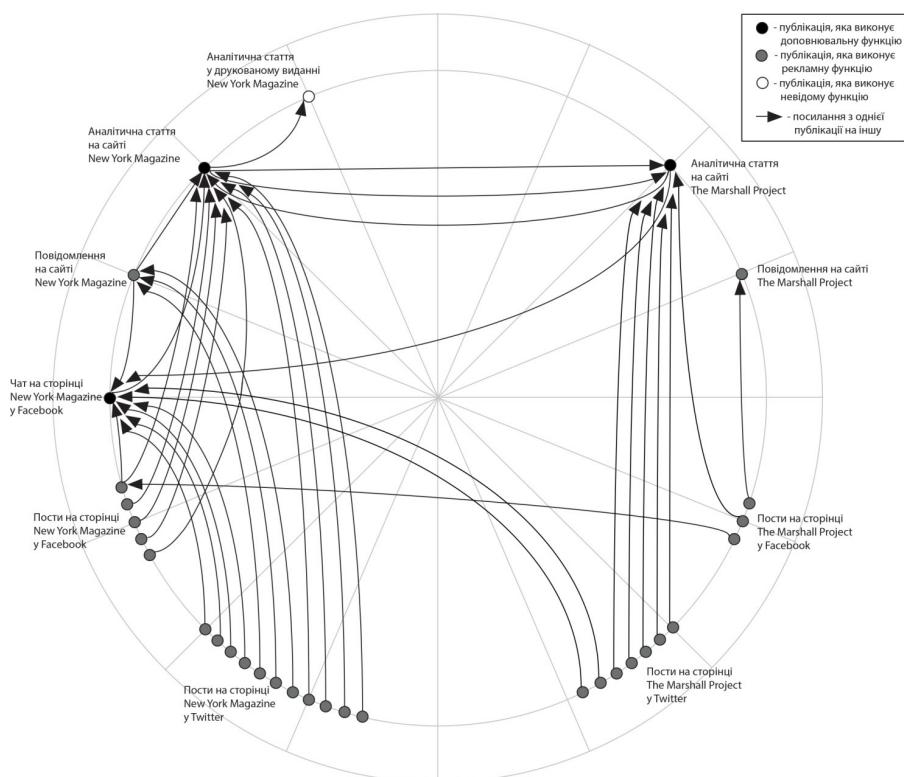 - публікація, яка виконує
доповнювальну функцію
- публікація, яка виконує
рекламну функцію
- публікація, яка виконує
невідому функцію
- посилання з однієї
публікації на іншу
Аналітична стаття
у друкованому виданні
New York Magazine
Аналітична стаття
на сайті
New York Magazine
Аналітична стаття
на сайті
The Marshall Project
Повідомлення
на сайті
New York Magazine
Повідомлення на сайті
The Marshall Project
Чат на сторінці
New York Magazine
у Facebook
Пости на сторінці
New York Magazine
у Facebook
Пости на сторінці
The Marshall Project
у Facebook
Пости на сторінці
New York Magazine
у Twitter
Пости на сторінці
The Marshall Project
у Twitter